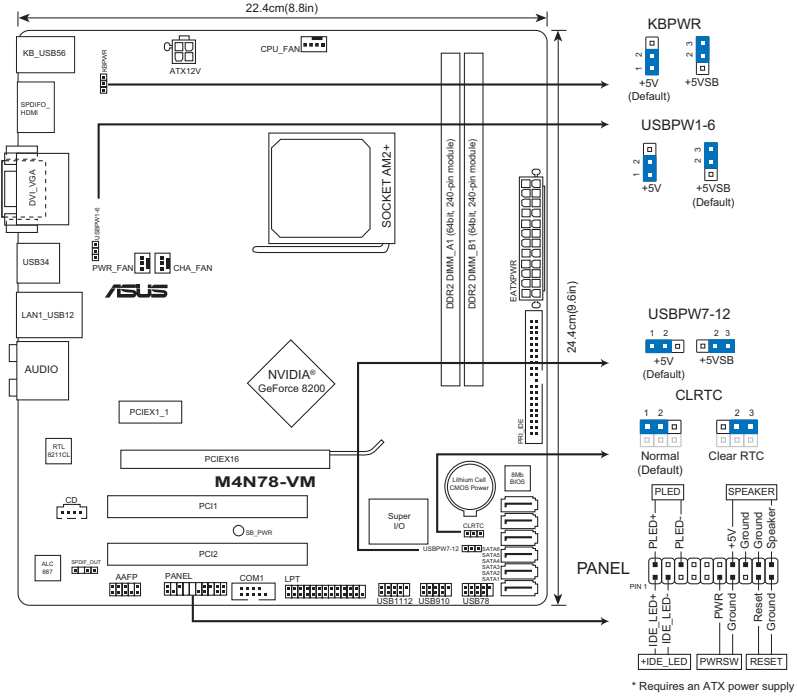 22.4cm(8.8in)
KB_USB56
KBPWR
ATX12V
CPU_FAN
SPDIFO_
HDMI
DVI_VGA
USBPW1-6
SOCKET AM2+
DDR2 DIMM_A1 (64bit, 240-pin module)
DDR2 DIMM_B1 (64bit, 240-pin module)
EATXPWR
24.4cm(9.6in)
USB34
PWR_FAN
CHA_FAN
ASUS
LAN1_USB12
AUDIO
NVIDIA®
GeForce 8200
PCIEX1_1
PRI_IDE
RTL
8211CL
PCIEX16
M4N78-VM
Lithium Cell
CMOS Power
8Mb
BIOS
CD
PCI1
Super
I/O
CLRTC
SB_PWR
USBPW7-12
SATA6
SATA5
SATA4
SATA3
SATA2
SATA1
PCI2
ALC
887
SPDIF_OUT
AAFP
PANEL
COM1
LPT
USB1112
USB910
USB78
KBPWR
1 2
2 3
+5V
(Default)
+5VSB
USBPW1-6
1 2
2 3
+5V
+5VSB
(Default)
USBPW7-12
1 2
2 3
+5V
(Default)
+5VSB
CLRTC
1 2
2 3
Normal
(Default)
Clear RTC
PLED
SPEAKER
PLED+
PLED-
+5V
Ground
Ground
Speaker
PANEL
PIN 1
IDE_LED+
IDE_LED-
PWR
Ground
Reset
Ground
+IDE_LED
PWRSW
RESET
* Requires an ATX power supply